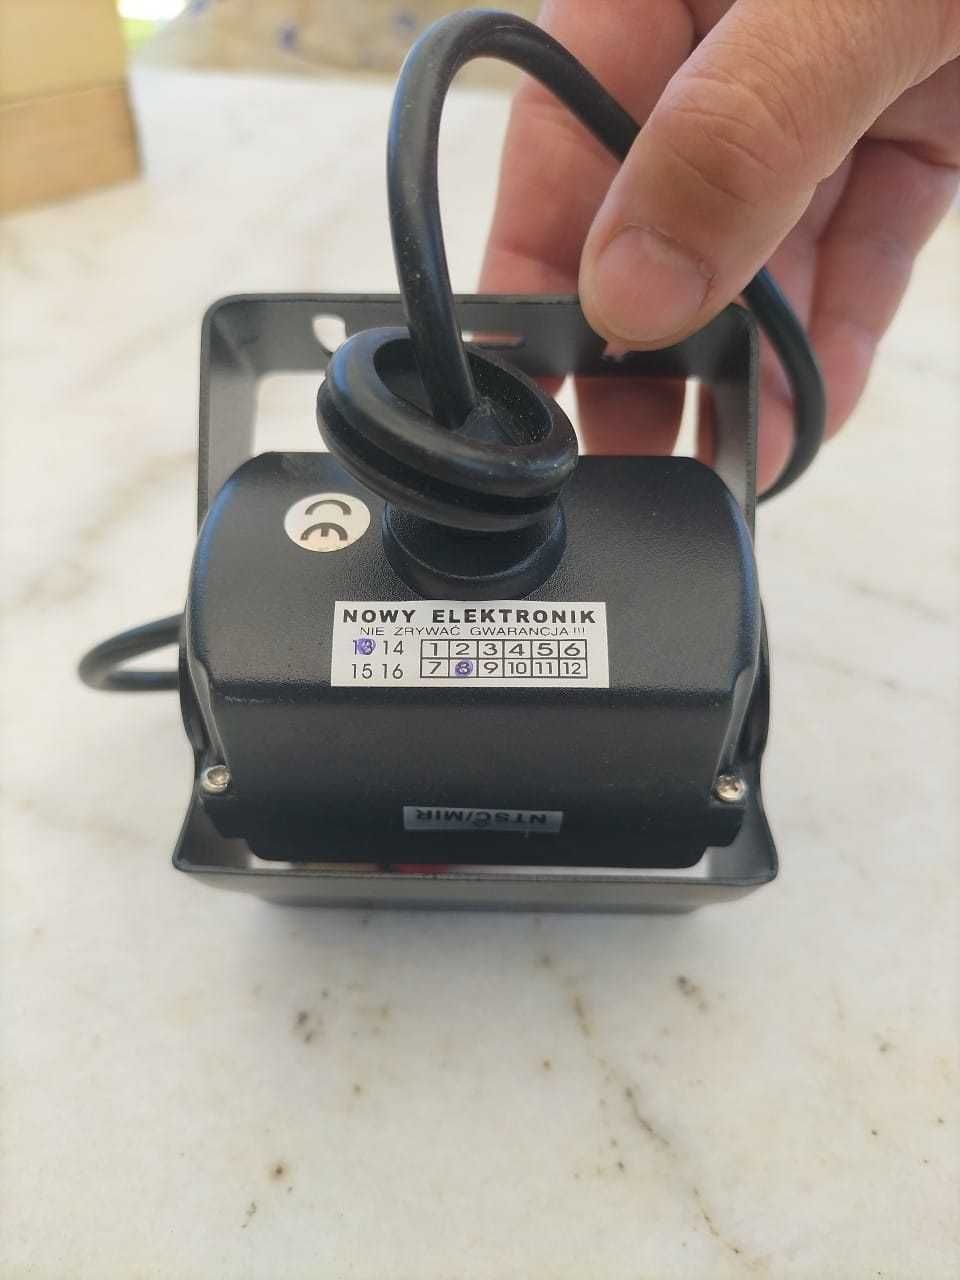 CE
NOWY ELEKTRONIK
NIE ZRYWAĆ GWARANCJA!!!
13 14 1 2 3 4 5 6
15 16 7 8 9 10 11 12
NTSC/MIR